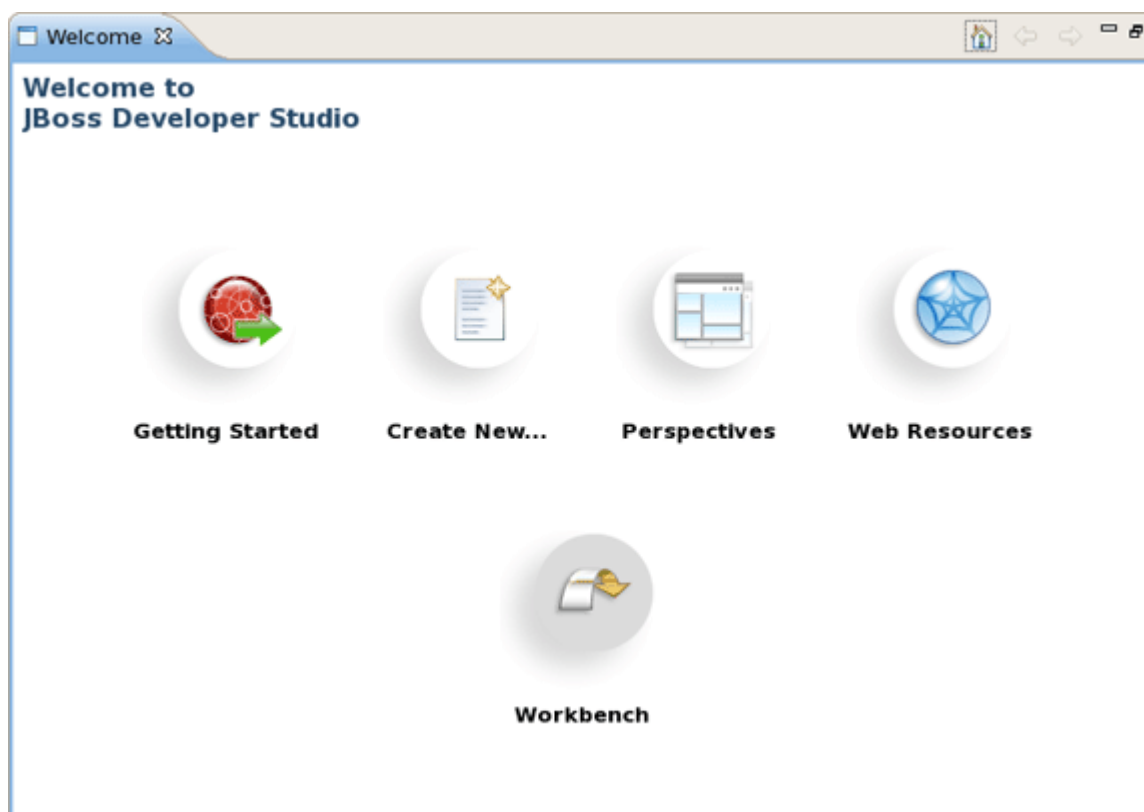 Welcome
Welcome to
JBoss Developer Studio
Getting Started
Create New...
Perspectives
Web Resources
Workbench